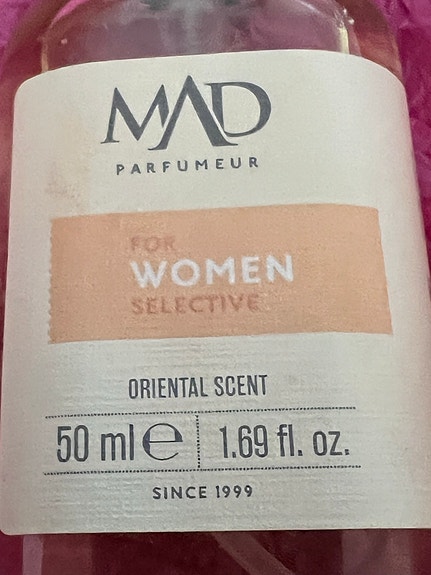 MAD
PARFUMEUR
FOR
WOMEN
SELECTIVE
ORIENTAL SCENT
50 ml ℮ 1.69 fl. oz.
SINCE 1999